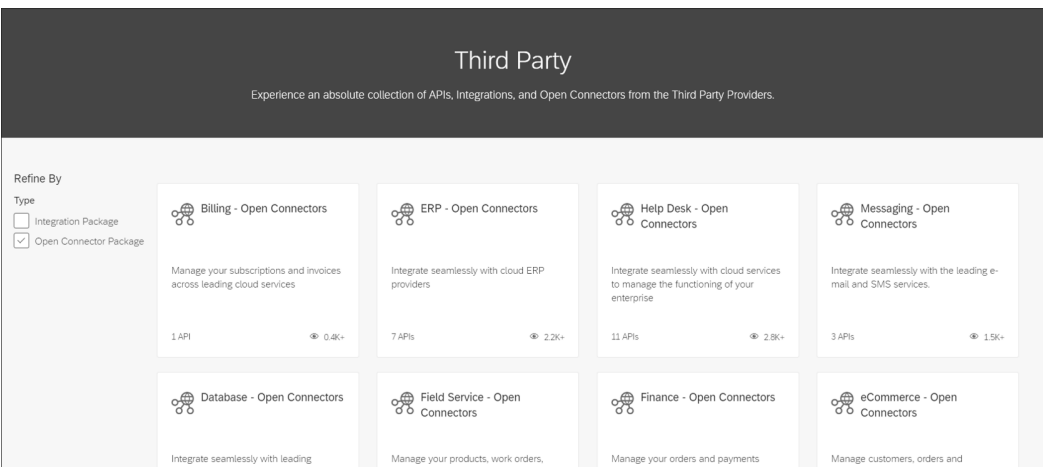 Third Party
Experience an absolute collection of APIs, Integrations, and Open Connectors from the Third Party Providers.
Refine By
Type
Integration Package
Open Connector Package
Billing - Open Connectors
Manage your subscriptions and invoices
across leading cloud services
1 API
0.4K+
ERP - Open Connectors
Integrate seamlessly with cloud ERP
providers
7 APIs
2.2K+
Help Desk - Open
Connectors
Integrate seamlessly with cloud services
to manage the functioning of your
enterprise
11 APIs
2.8K+
Messaging - Open
Connectors
Integrate seamlessly with the leading e-
mail and SMS services.
3 APIs
1.5K+
Database - Open Connectors
Integrate seamlessly with leading
Field Service - Open
Connectors
Manage your products, work orders,
Finance - Open Connectors
Manage your orders and payments
eCommerce - Open
Connectors
Manage customers, orders and